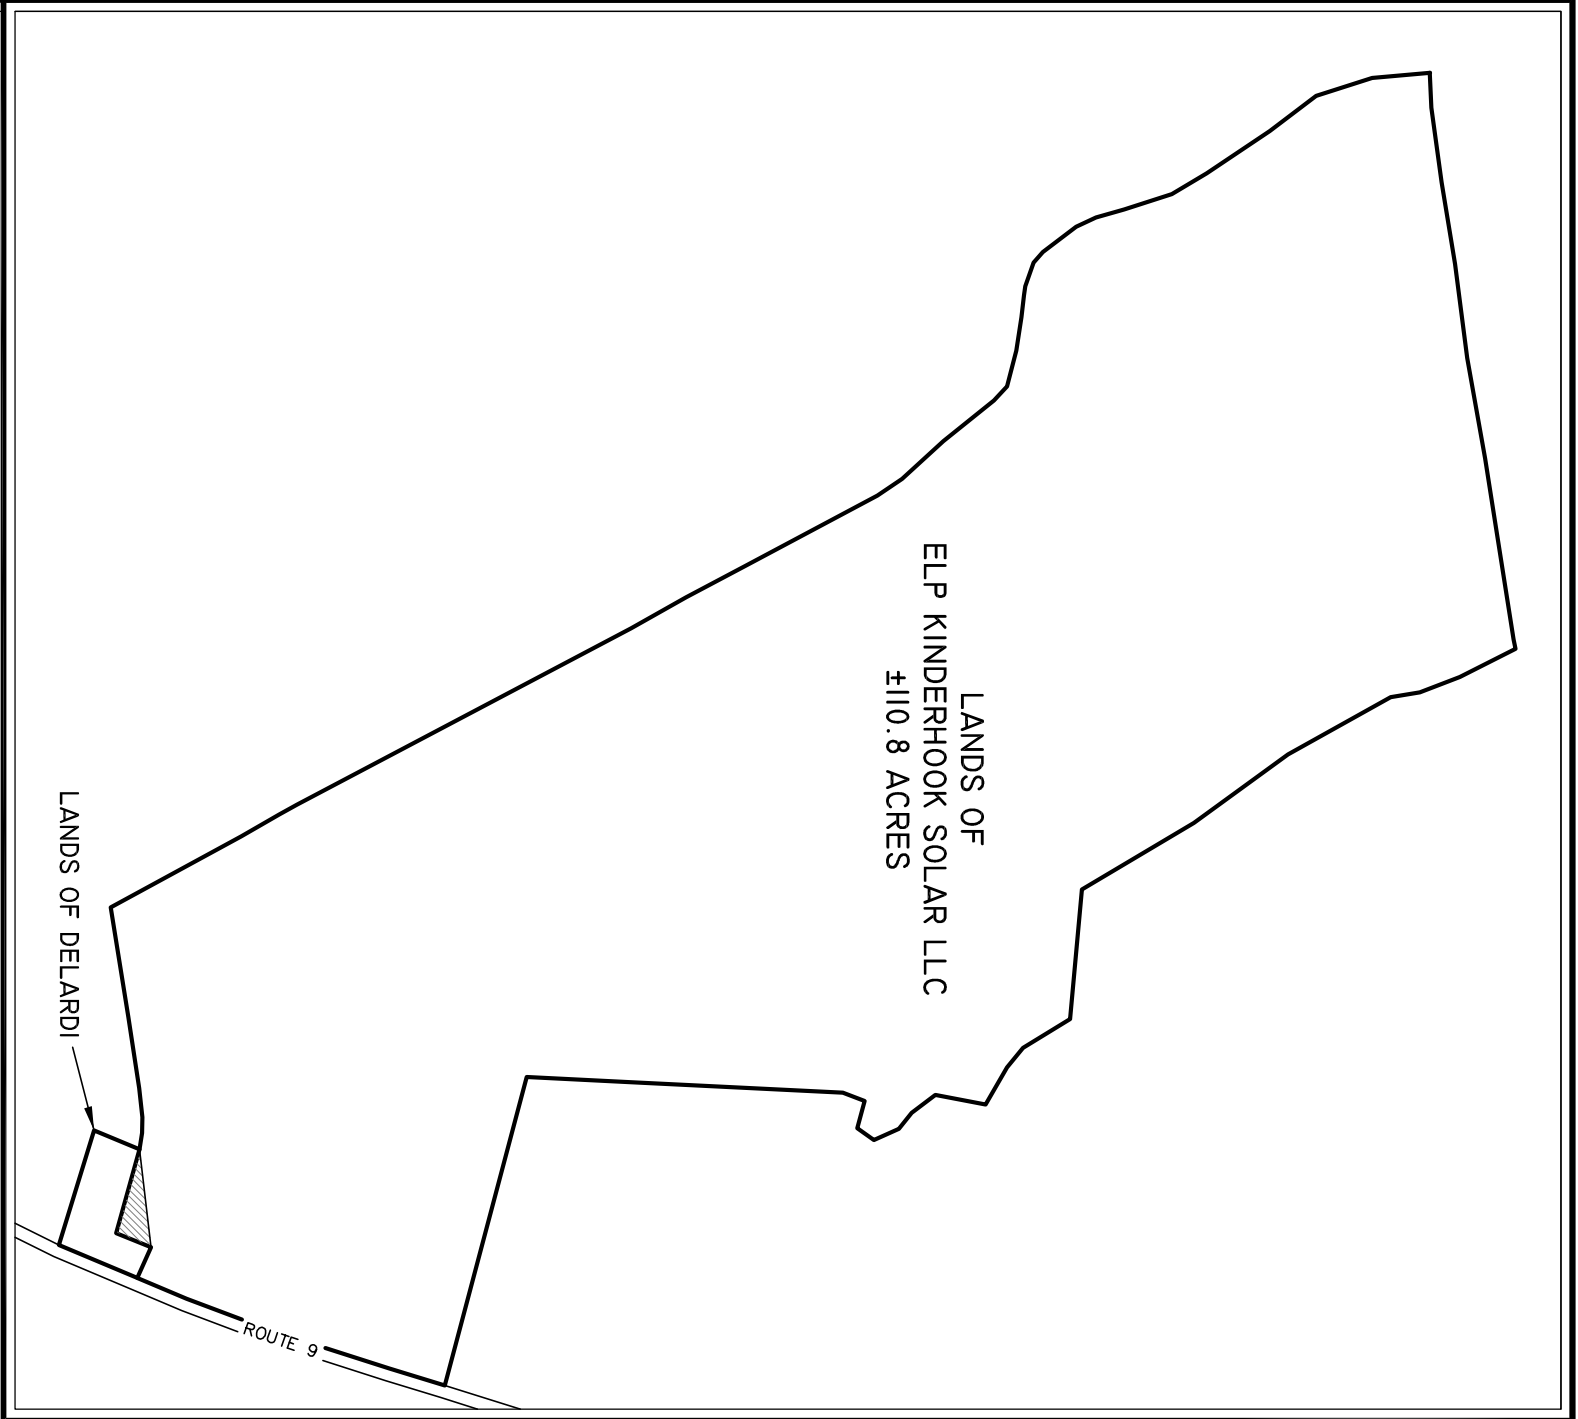 LANDS OF
ELP KINDERHOOK SOLAR LLC
±110.8 ACRES
LANDS OF DELARDI
ROUTE 9